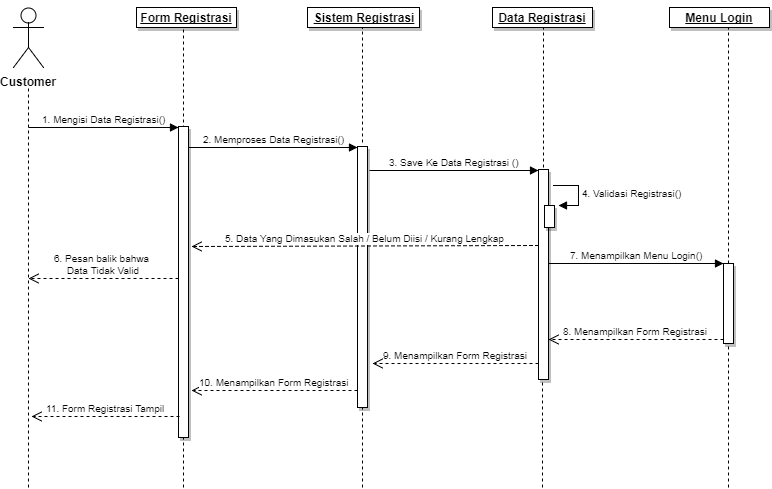 Form Registrasi
Sistem Registrasi
Data Registrasi
Menu Login
Customer
1. Mengisi Data Registrasi()
2. Memproses Data Registrasi()
3. Save Ke Data Registrasi ()
4. Validasi Registrasi()
5. Data Yang Dimasukan Salah / Belum Diisi / Kurang Lengkap
6. Pesan balik bahwa
Data Tidak Valid
7. Menampilkan Menu Login()
8. Menampilkan Form Registrasi
9. Menampilkan Form Registrasi
10. Menampilkan Form Registrasi
11. Form Registrasi Tampil